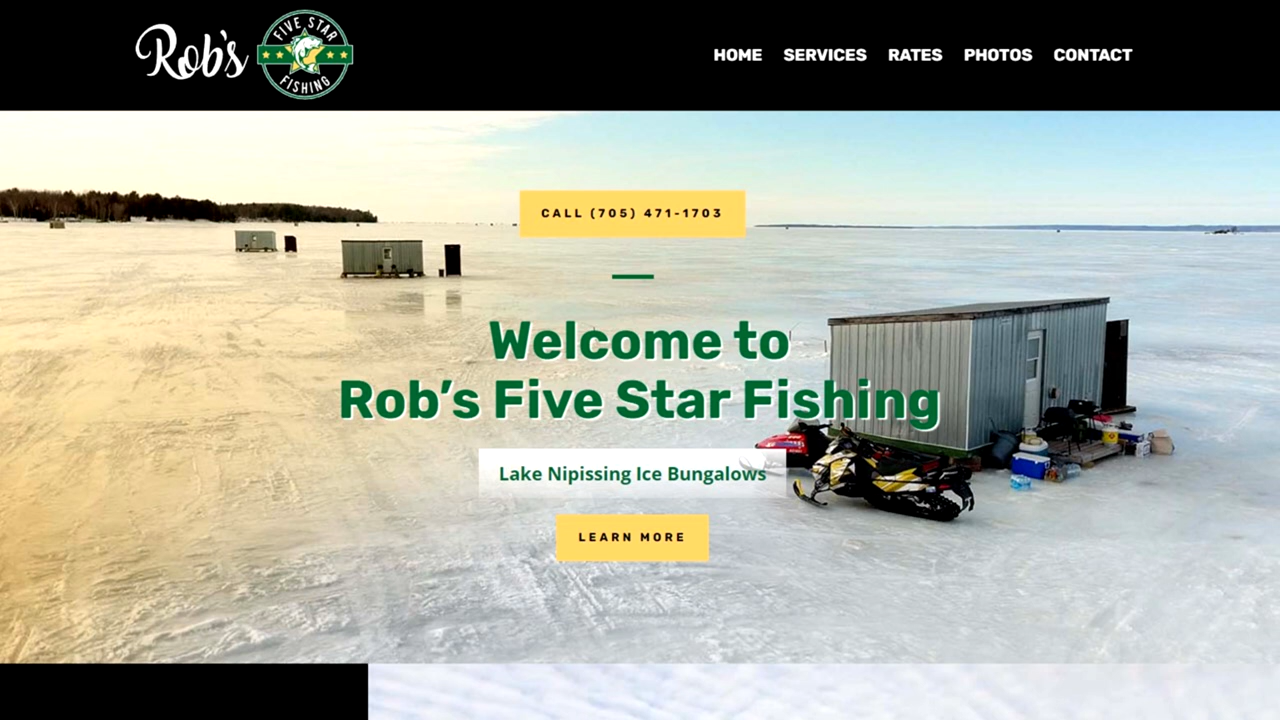 Rob's
FIVE STAR
FISHING
HOME SERVICES RATES PHOTOS CONTACT
CALL (705) 471-1703
Welcome to
Rob’s Five Star Fishing
Lake Nipissing Ice Bungalows
LEARN MORE